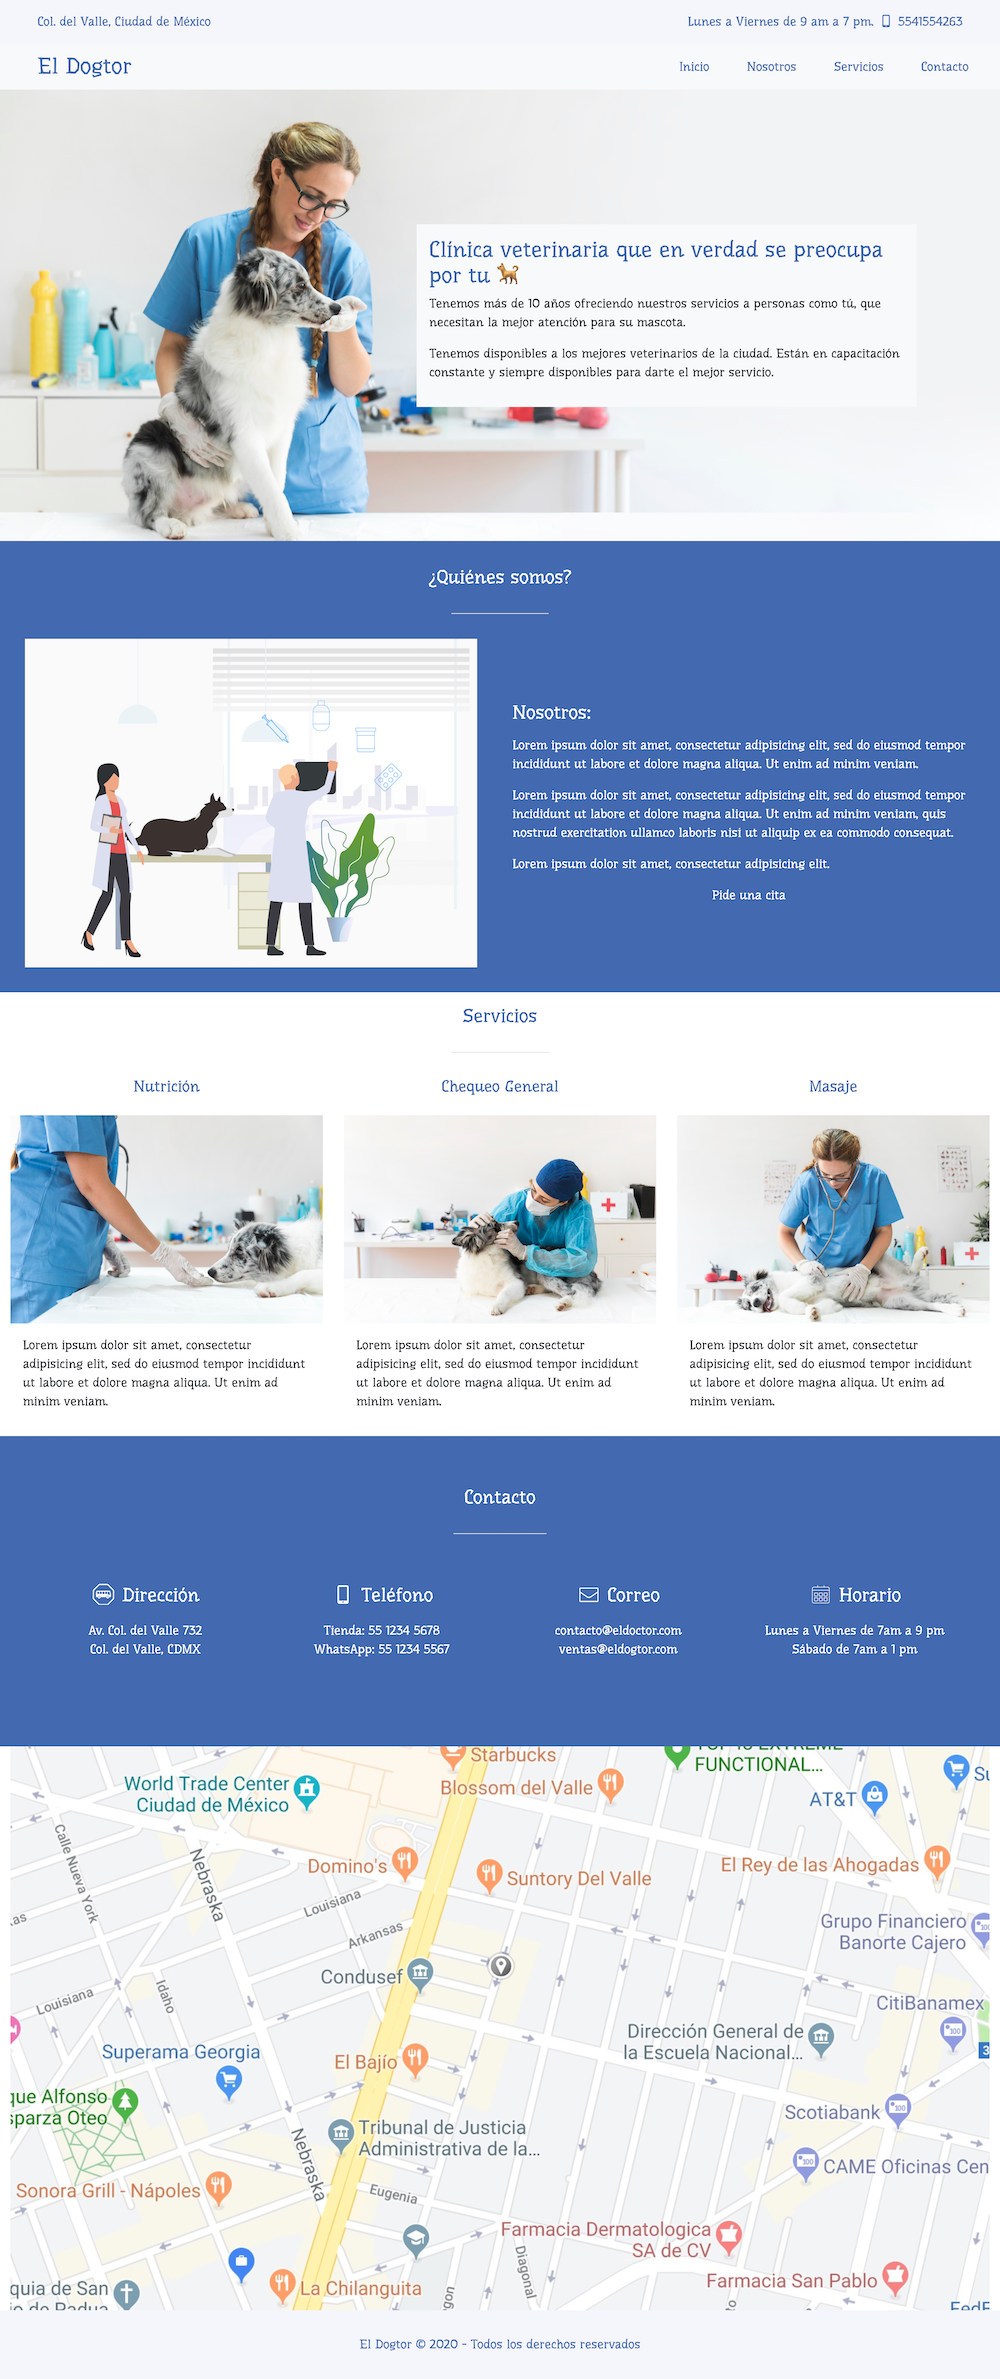 Col. del Valle, Ciudad de México
Lunes a Viernes de 9 am a 7 pm. 5541554263
El Dogtor
Inicio Nosotros Servicios Contacto
Clínica veterinaria que en verdad se preocupa
por tu 🐕
Tenemos más de 10 años ofreciendo nuestros servicios a personas como tú, que
necesitan la mejor atención para su mascota.
Tenemos disponibles a los mejores veterinarios de la ciudad. Están en capacitación
constante y siempre disponibles para darte el mejor servicio.
¿Quiénes somos?
Nosotros:
Lorem ipsum dolor sit amet, consectetur adipisicing elit, sed do eiusmod tempor
incididunt ut labore et dolore magna aliqua. Ut enim ad minim veniam.
Lorem ipsum dolor sit amet, consectetur adipisicing elit, sed do eiusmod tempor
incididunt ut labore et dolore magna aliqua. Ut enim ad minim veniam, quis
nostrud exercitation ullamco laboris nisi ut aliquip ex ea commodo consequat.
Lorem ipsum dolor sit amet, consectetur adipisicing elit.
Pide una cita
Servicios
Nutrición
Lorem ipsum dolor sit amet, consectetur
adipisicing elit, sed do eiusmod tempor incididunt
ut labore et dolore magna aliqua. Ut enim ad
minim veniam.
Chequeo General
Lorem ipsum dolor sit amet, consectetur
adipisicing elit, sed do eiusmod tempor incididunt
ut labore et dolore magna aliqua. Ut enim ad
minim veniam.
Masaje
Lorem ipsum dolor sit amet, consectetur
adipisicing elit, sed do eiusmod tempor incididunt
ut labore et dolore magna aliqua. Ut enim ad
minim veniam.
Contacto
Dirección
Av. Col. del Valle 732
Col. del Valle, CDMX
Teléfono
Tienda: 55 1234 5678
WhatsApp: 55 1234 5567
Correo
contacto@eldoctor.com
ventas@eldogtor.com
Horario
Lunes a Viernes de 7am a 9 pm
Sábado de 7am a 1 pm
Starbucks
FUNCTIONAL...
World Trade Center
Ciudad de México
Blossom del Valle
AT&T
Su
Calle Nueva York
Nebraska
Domino's
Suntory Del Valle
El Rey de las Ahogadas
Louisiana
Arkansas
as
Grupo Financiero
Banorte Cajero
Condusef
Idaho
Louisiana
CitiBanamex
Dirección General de
la Escuela Nacional...
Superama Georgia
El Bajío
3
que Alfonso
sparza Oteo
Scotiabank
Tribunal de Justicia
Administrativa de la...
Nebraska
CAME Oficinas Cen
Sonora Grill - Nápoles
Eugenia
Farmacia Dermatologica
SA de CV
Diagonal
Farmacia San Pablo
quia de San
La Chilanguita
gon
El Dogtor © 2020 - Todos los derechos reservados